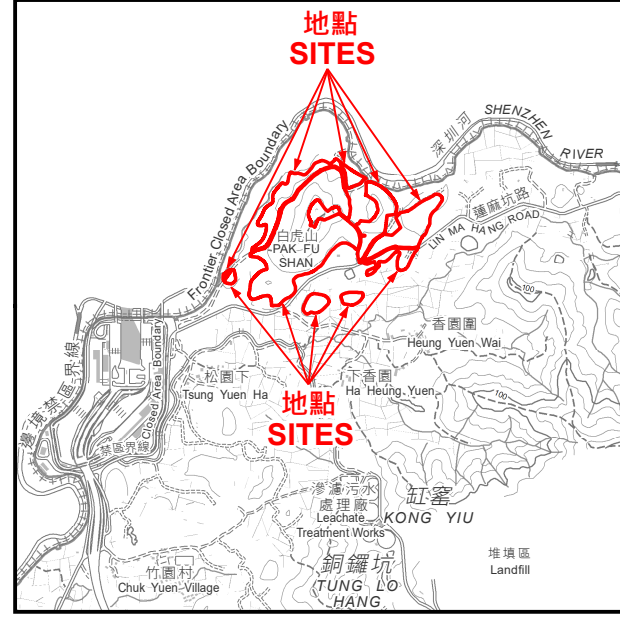 地點
SITES
深圳河 SHENZHEN RIVER
Frontier Closed Area Boundary
蓮麻坑路
LIN MA HANG ROAD
白虎山
PAK FU
SHAN
100
香園圍
Heung Yuen Wai
100
邊境禁區界線
Closed Area Boundary
禁區界線
松園下
Tsung Yuen Ha
下香園
Ha Heung Yuen
地點
SITES
滲濾污水
處理廠
Leachate
Treatment Works
缸窰
KONG YIU
銅鑼坑
TUNG LO
HANG
堆填區
Landfill
竹園村
Chuk Yuen Village